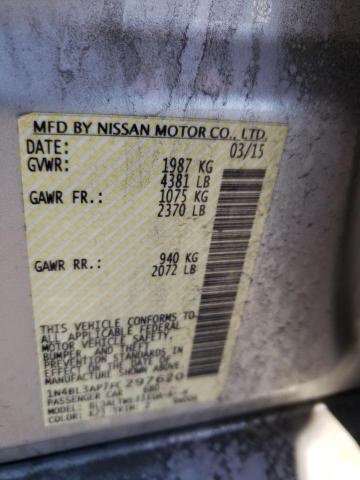 MFD BY NISSAN MOTOR CO., LTD.
DATE: 03/15
GVWR: 1987 KG
4381 LB
GAWR FR.: 1075 KG
2370 LB
GAWR RR.: 940 KG
2072 LB
THIS VEHICLE CONFORMS TO
ALL APPLICABLE FEDERAL
MOTOR VEHICLE SAFETY,
BUMPER, AND THEFT
PREVENTION STANDARDS IN
EFFECT ON THE DATE OF
MANUFACTURE SHOWN ABOVE.
1N4BL3AP7FC297620
PASSENGER CAR
MODEL:
COLOR: TRIM: